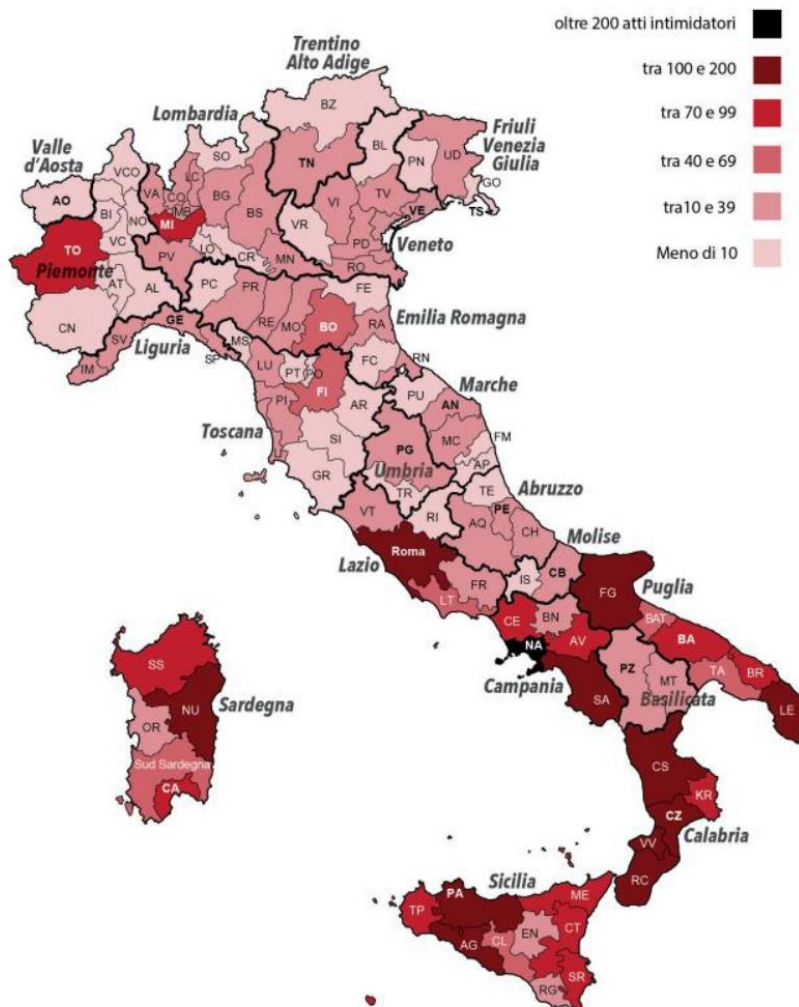 oltre 200 atti intimidatori
tra 100 e 200
tra 70 e 99
tra 40 e 69
tra10 e 39
Meno di 10
Trentino
Alto Adige
BZ
Lombardia
Friuli
Venezia
Giulia
Valle
d'Aosta
SO
TN
BL
PN
UD
GO
TS
VCO
AO
BI
NO
VA
CO
LC
MB
BG
BS
VI
TV
VE
VR
PD
RO
Veneto
TO
VC
MI
LO
CR
MN
PV
Piemonte
AT
AL
PC
PR
RE
MO
BO
FE
RA
Emilia Romagna
CN
GE
SV
IM
Liguria
SP
MS
LU
PT
PO
FI
FC
RN
PU
Marche
AN
MC
FM
AP
PI
AR
SI
GR
Toscana
PG
Umbria
TR
TE
Abruzzo
PE
AQ
CH
VT
RI
Roma
Lazio
FR
LT
Molise
IS
CB
FG
Puglia
BAT
BA
BR
TA
LE
CE
BN
NA
AV
SA
Campania
PZ
MT
Basilicata
SS
NU
OR
Sardegna
Sud Sardegna
CA
CS
KR
CZ
VV
RC
Calabria
Sicilia
PA
ME
TP
AG
CL
EN
CT
SR
RG